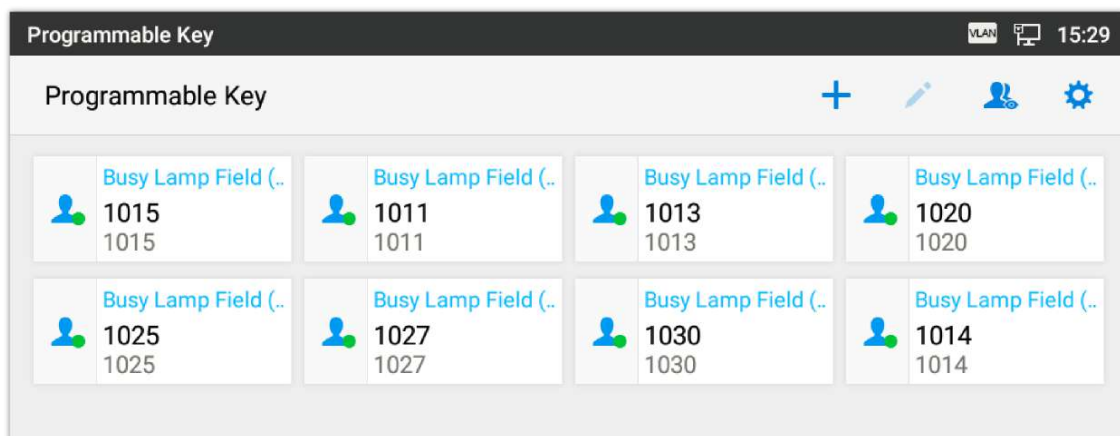 Programmable Key VLAN 15:29
Programmable Key
Busy Lamp Field (.. Busy Lamp Field (.. Busy Lamp Field (.. Busy Lamp Field (..
1015 1011 1013 1020
1015 1011 1013 1020
Busy Lamp Field (.. Busy Lamp Field (.. Busy Lamp Field (.. Busy Lamp Field (..
1025 1027 1030 1014
1025 1027 1030 1014